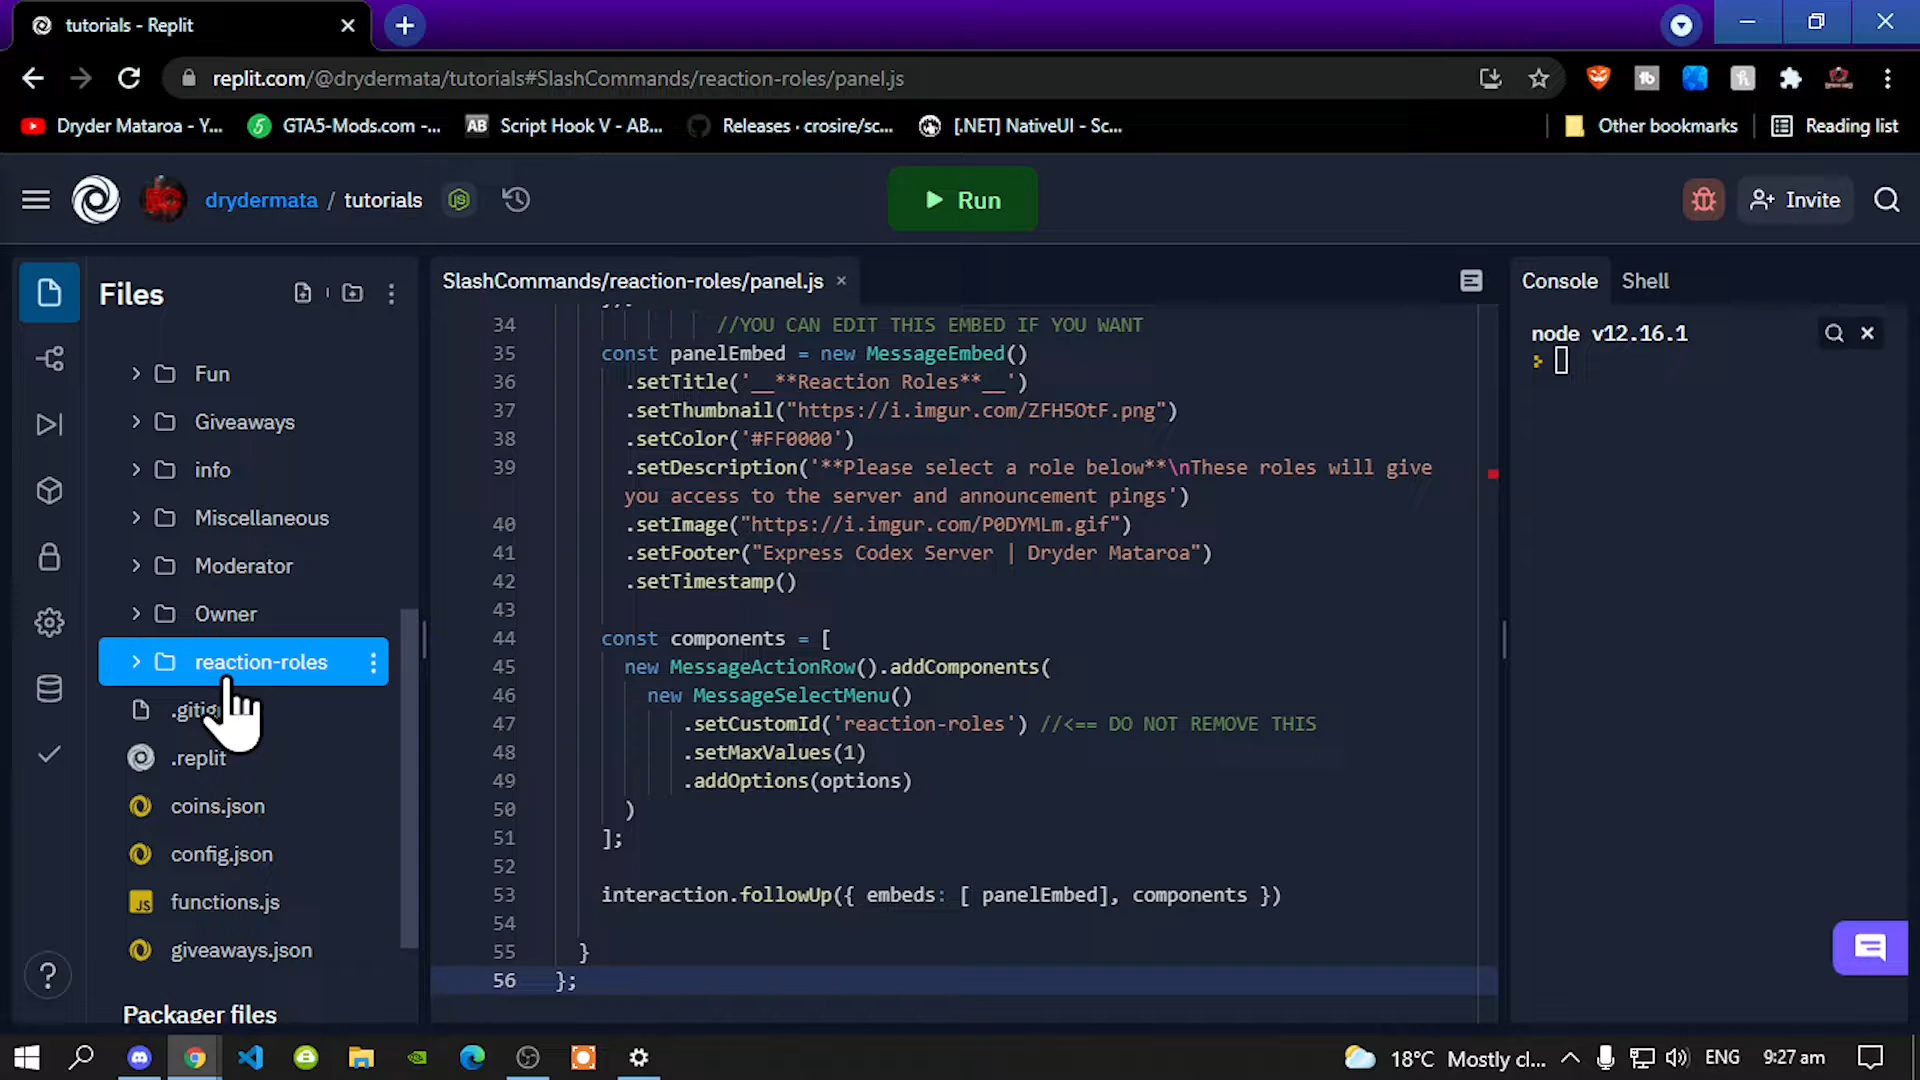 tutorials - Replit
replit.com/@drydermata/tutorials#SlashCommands/reaction-roles/panel.js
Dryder Mataroa - Y...
GTA5-Mods.com -...
Script Hook V - AB...
Releases · crosire/sc...
[.NET] NativeUI - Sc...
Other bookmarks
Reading list
drydermata / tutorials
Run
Invite
Files
Fun
Giveaways
info
Miscellaneous
Moderator
Owner
reaction-roles
.replit
coins.json
config.json
functions.js
giveaways.json
Packager files
SlashCommands/reaction-roles/panel.js
34 //YOU CAN EDIT THIS EMBED IF YOU WANT
35 const panelEmbed = new MessageEmbed()
36 .setTitle('__**Reaction Roles**__')
37 .setThumbnail("https://i.imgur.com/ZFH5OtF.png")
38 .setColor('#FF0000')
39 .setDescription('**Please select a role below**\nThese roles will give
you access to the server and announcement pings')
40 .setImage("https://i.imgur.com/P0DYMLm.gif")
41 .setFooter("Express Codex Server | Dryder Mataroa")
42 .setTimestamp()
43
44 const components = [
45 new MessageActionRow().addComponents(
46 new MessageSelectMenu()
47 .setCustomId('reaction-roles') //<== DO NOT REMOVE THIS
48 .setMaxValues(1)
49 .addOptions(options)
50 )
51 ];
52
53 interaction.followUp({ embeds: [ panelEmbed], components })
54
55 }
56 };
Console
Shell
node v12.16.1
18°C Mostly cl...
ENG
9:27 am